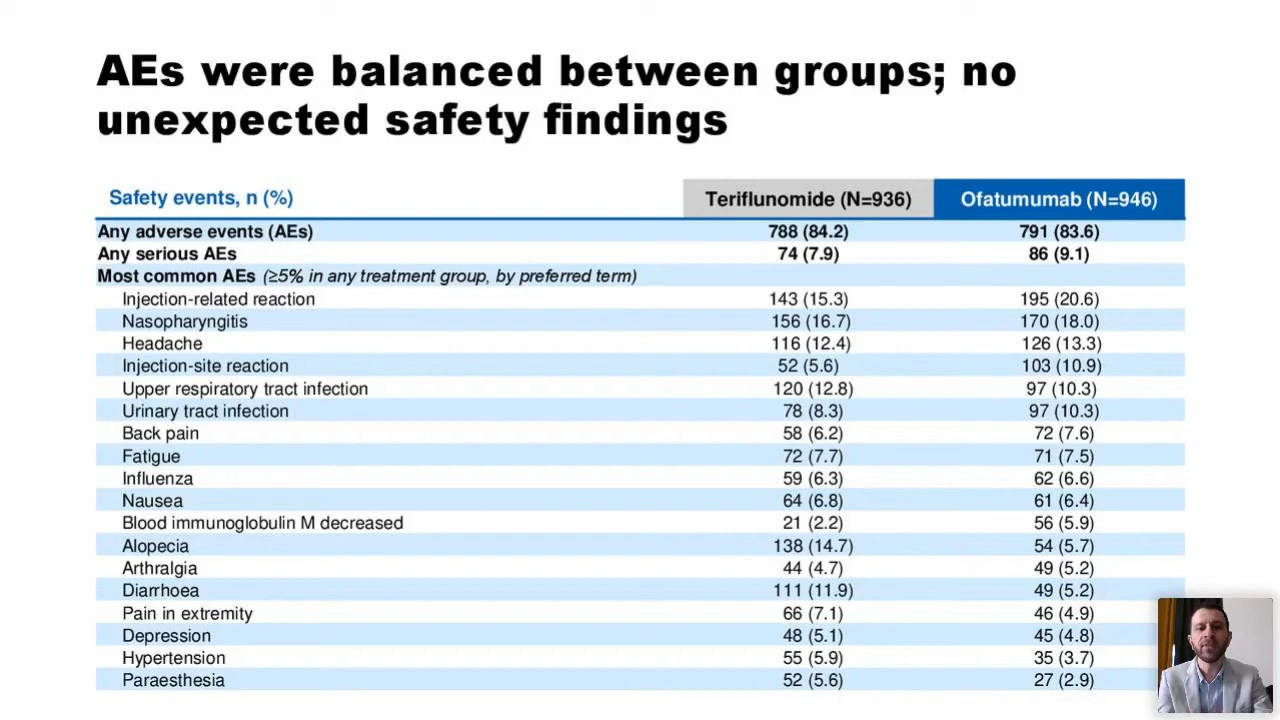 AEs were balanced between groups; no
unexpected safety findings
Safety events, n (%) Teriflunomide (N=936) Ofatumumab (N=946)
Any adverse events (AEs) 788 (84.2) 791 (83.6)
Any serious AEs 74 (7.9) 86 (9.1)
Most common AEs (≥5% in any treatment group, by preferred term)
Injection-related reaction 143 (15.3) 195 (20.6)
Nasopharyngitis 156 (16.7) 170 (18.0)
Headache 116 (12.4) 126 (13.3)
Injection-site reaction 52 (5.6) 103 (10.9)
Upper respiratory tract infection 120 (12.8) 97 (10.3)
Urinary tract infection 78 (8.3) 97 (10.3)
Back pain 58 (6.2) 72 (7.6)
Fatigue 72 (7.7) 71 (7.5)
Influenza 59 (6.3) 62 (6.6)
Nausea 64 (6.8) 61 (6.4)
Blood immunoglobulin M decreased 21 (2.2) 56 (5.9)
Alopecia 138 (14.7) 54 (5.7)
Arthralgia 44 (4.7) 49 (5.2)
Diarrhoea 111 (11.9) 49 (5.2)
Pain in extremity 66 (7.1) 46 (4.9)
Depression 48 (5.1) 45 (4.8)
Hypertension 55 (5.9) 35 (3.7)
Paraesthesia 52 (5.6) 27 (2.9)